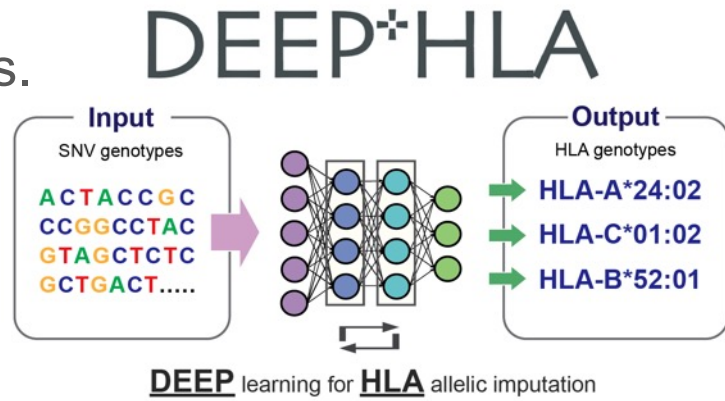 s.
DEEP*HLA
Input
SNV genotypes
ACTACCGC
CCGGCCTAC
GTAGCTCTC
GCTGACT.....
Output
HLA genotypes
HLA-A*24:02
HLA-C*01:02
HLA-B*52:01
DEEP learning for HLA allelic imputation